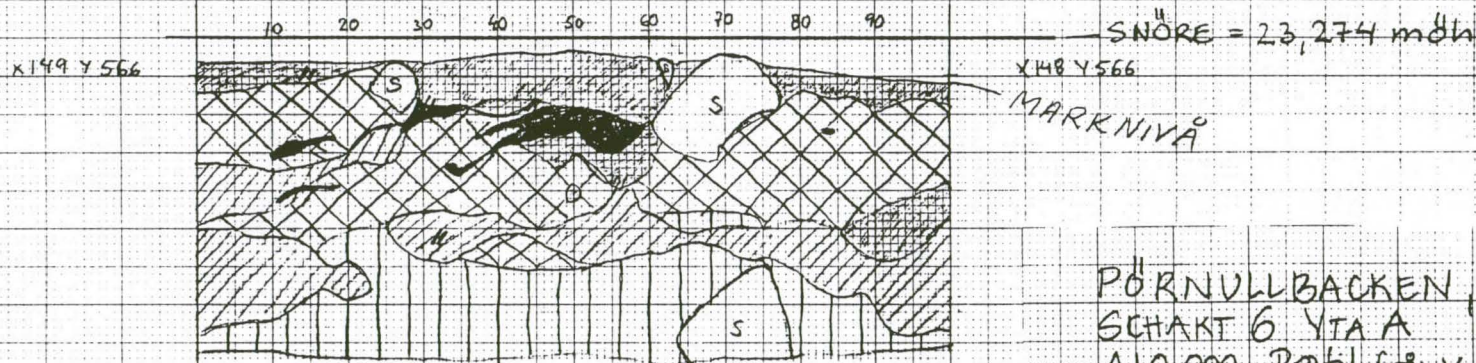 10 20 30 40 50 60 70 80 90
SNÖRE = 23,274 möh
X149 Y 566
X148 Y566
MARKNIVÅ
S
S
S
S
PÖRNULLBACKEN
SCHAKT 6 YTA A